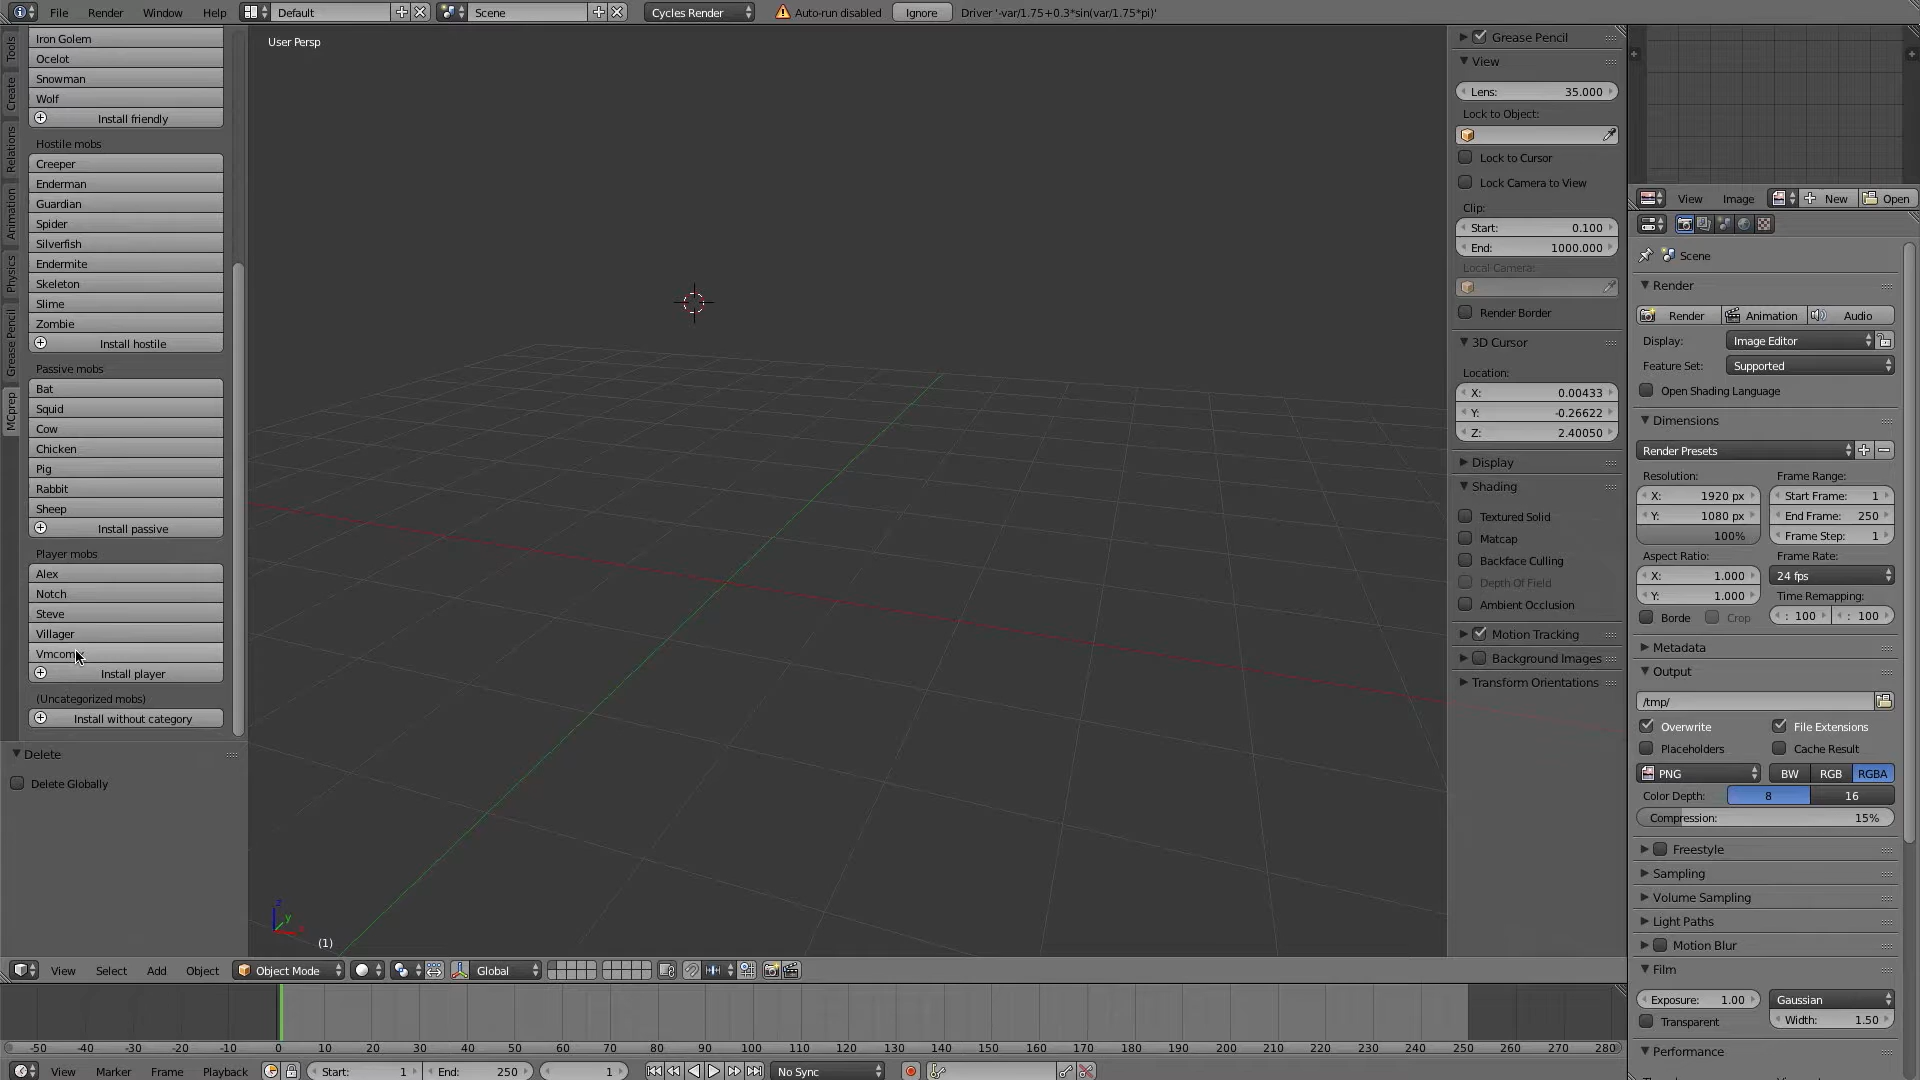 File Render Window Help Default Scene Cycles Render Auto-run disabled Ignore Driver '-var/1.75+0.3*sin(var/1.75*pi)'
Tools
Create
Relations
Animation
Physics
Grease Pencil
MCprep
Iron Golem
Ocelot
Snowman
Wolf
Install friendly
Hostile mobs
Creeper
Enderman
Guardian
Spider
Silverfish
Endermite
Skeleton
Slime
Zombie
Install hostile
Passive mobs
Bat
Squid
Cow
Chicken
Pig
Rabbit
Sheep
Install passive
Player mobs
Alex
Notch
Steve
Villager
Install player
(Uncategorized mobs)
Install without category
Delete
Delete Globally
User Persp
z
y
x
(1)
Grease Pencil
View
Lens: 35.000
Lock to Object:
Lock to Cursor
Lock Camera to View
Clip:
Start: 0.100
End: 1000.000
Local Camera:
Render Border
3D Cursor
Location:
X: 0.00433
Y: -0.26622
Z: 2.40050
Display
Shading
Textured Solid
Matcap
Backface Culling
Depth Of Field
Ambient Occlusion
Motion Tracking
Background Images
Transform Orientations
View Image New Open
Scene
Render
Render Animation Audio
Display: Image Editor
Feature Set: Supported
Open Shading Language
Dimensions
Render Presets
Resolution: Frame Range:
X: 1920 px Start Frame: 1
Y: 1080 px End Frame: 250
100% Frame Step: 1
Aspect Ratio: Frame Rate:
X: 1.000 24 fps
Y: 1.000 Time Remapping:
Borde Crop : 100 : 100
Metadata
Output
/tmp/
Overwrite File Extensions
Placeholders Cache Result
PNG BW RGB RGBA
Color Depth: 8 16
Compression: 15%
Freestyle
Sampling
Volume Sampling
Light Paths
Motion Blur
Film
Exposure: 1.00 Gaussian
Transparent Width: 1.50
Performance
View Select Add Object Object Mode Global
-50 -40 -30 -20 -10 0 10 20 30 40 50 60 70 80 90 100 110 120 130 140 150 160 170 180 190 200 210 220 230 240 250 260 270 280
View Marker Frame Playback Start: 1 End: 250 1 No Sync